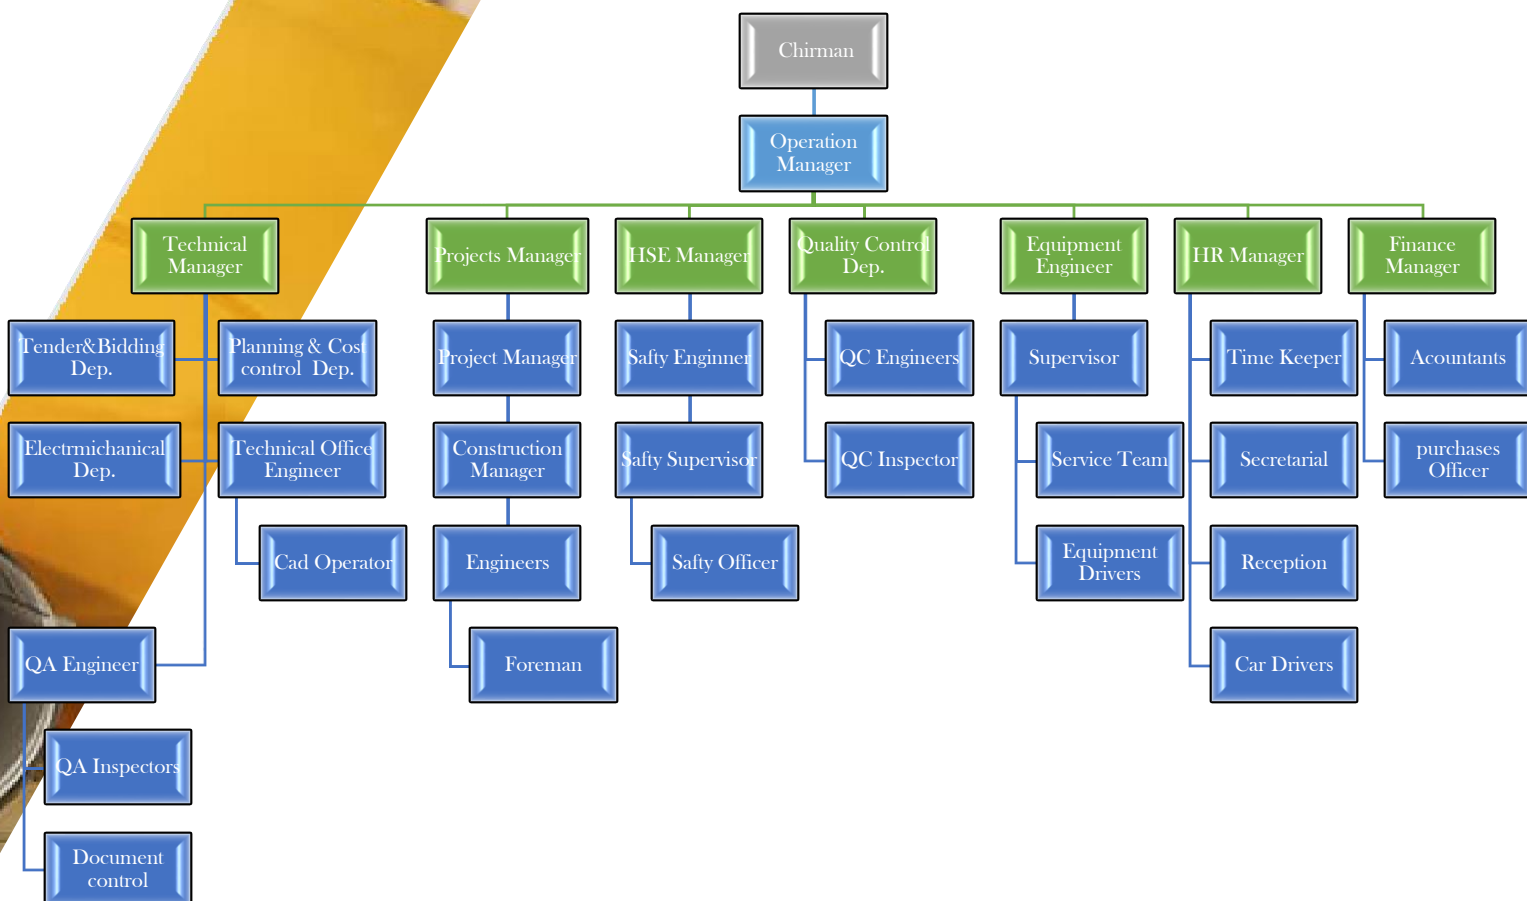 Chirman
Operation
Manager
Technical
Manager
Projects Manager
HSE Manager
Quality Control
Dep.
Equipment
Engineer
HR Manager
Finance
Manager
Tender&Bidding
Dep.
Planning & Cost
control Dep.
Project Manager
Safty Enginner
QC Engineers
Supervisor
Time Keeper
Acountants
Electrmichanical
Dep.
Technical Office
Engineer
Construction
Manager
Safty Supervisor
QC Inspector
Service Team
Secretarial
purchases
Officer
Cad Operator
Engineers
Safty Officer
Equipment
Drivers
Reception
QA Engineer
Foreman
Car Drivers
QA Inspectors
Document
control